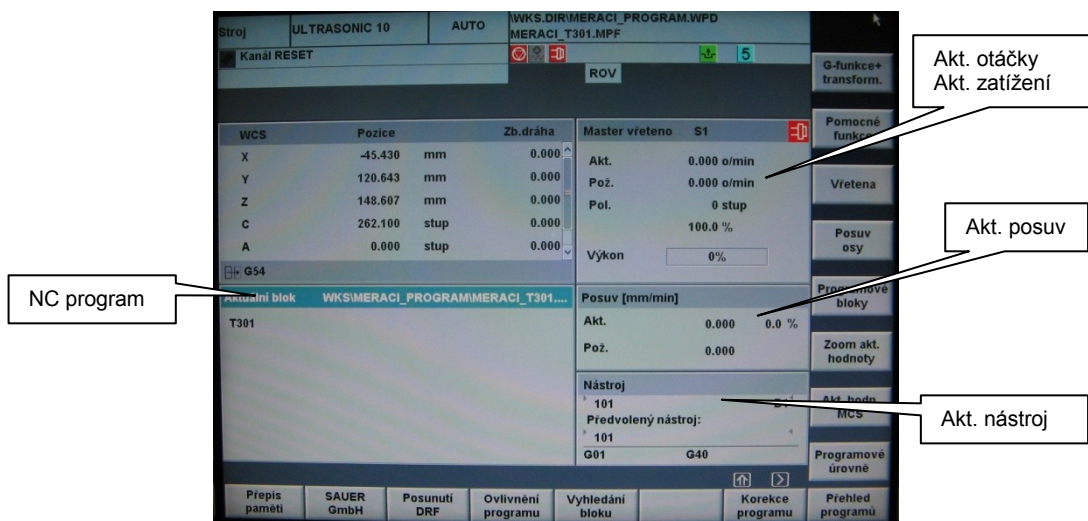 Stroj ULTRASONIC 10 AUTO \WKS.DIR\MERACI_PROGRAM.WPD
MERACI_T301.MPF
Kanál RESET 5
ROV
G-funkce+
transform.
Akt. otáčky
Akt. zatížení
WCS Pozice Zb.dráha
X -45.430 mm 0.000
Y 120.643 mm 0.000
Z 148.607 mm 0.000
C 262.100 stup 0.000
A 0.000 stup 0.000
G54
Master vřeteno S1
Akt. 0.000 o/min
Pož. 0.000 o/min
Pol. 0 stup
100.0 %
Výkon 0%
Pomocné
Vřetena
Posuv
osy
Akt. posuv
NC program
Aktuální blok WKS\MERACI_PROGRAM\MERACI_T301....
T301
Posuv [mm/min]
Akt. 0.000 0.0 %
Pož. 0.000
Programové
bloky
Zoom akt.
hodnoty
Nástroj
101
Předvolený nástroj:
101
G01 G40
Akt. hodn.
MCS
Akt. nástroj
Programové
úrovně
Přepis
paměti
SAUER
GmbH
Posunutí
DRF
Ovlivnění
programu
Vyhledání
bloku
Korekce
programu
Přehled
programů